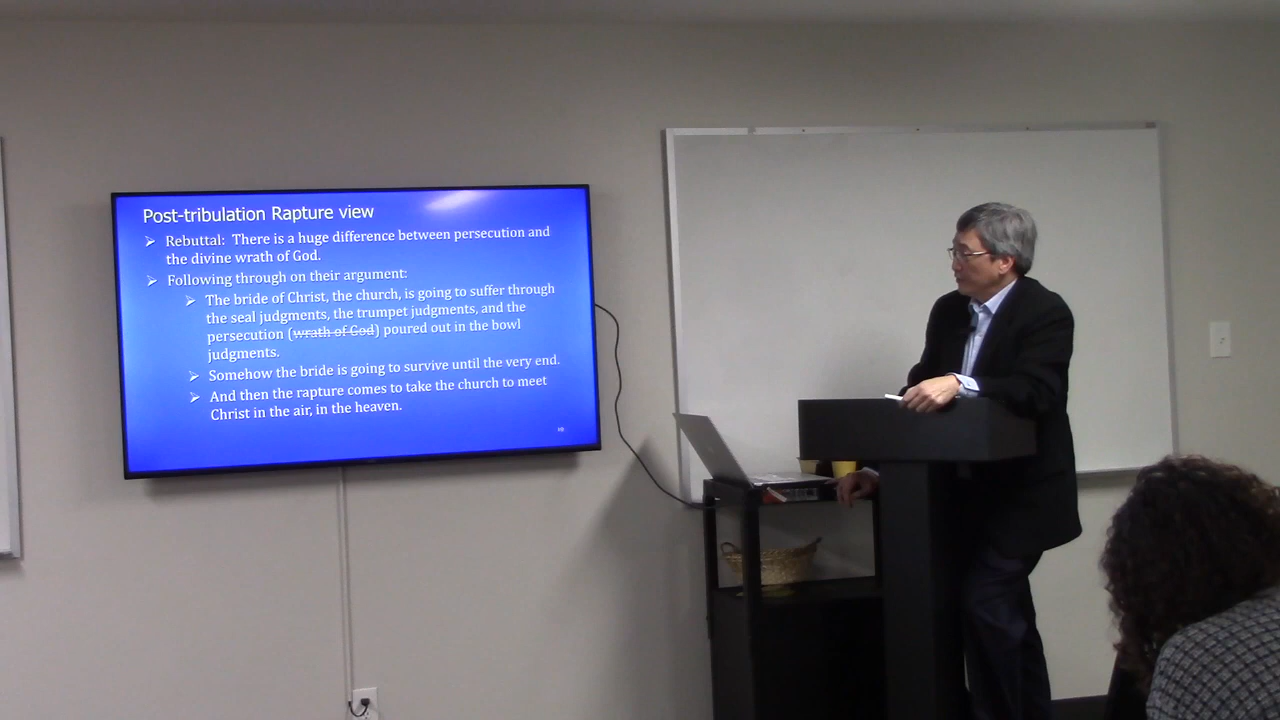 Post-tribulation Rapture view
Rebuttal: There is a huge difference between persecution and
the divine wrath of God.
Following through on their argument:
The bride of Christ, the church, is going to suffer through
the seal judgments, the trumpet judgments, and the
persecution (wrath of God) poured out in the bowl
judgments.
Somehow the bride is going to survive until the very end.
And then the rapture comes to take the church to meet
Christ in the air, in the heaven.